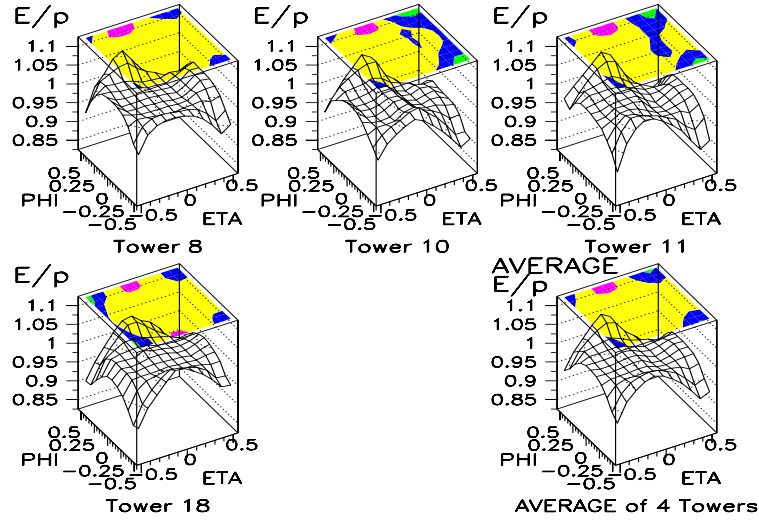 E/p E/p E/p
1.1 1.1 1.1
1.05 1.05 1.05
1 1 1
0.95 0.95 0.95
0.9 0.9 0.9
0.85 0.85 0.85
0.5 0.5 0.5
0.25 0.25 0.25
PHI 0 0 0.5 ETA PHI 0 0 0.5 ETA PHI 0 0 0.5 ETA
-0.25 -0.25 -0.25
-0.5 -0.5 -0.5 -0.5 -0.5 -0.5
Tower 8 Tower 10 Tower 11
AVERAGE
E/p E/p
1.1 1.1
1.05 1.05
1 1
0.95 0.95
0.9 0.9
0.85 0.85
0.5 0.5
0.25 0.25
PHI 0 0 0.5 ETA PHI 0 0 0.5 ETA
-0.25 -0.25
-0.5 -0.5 -0.5 -0.5
Tower 18 AVERAGE of 4 Towers